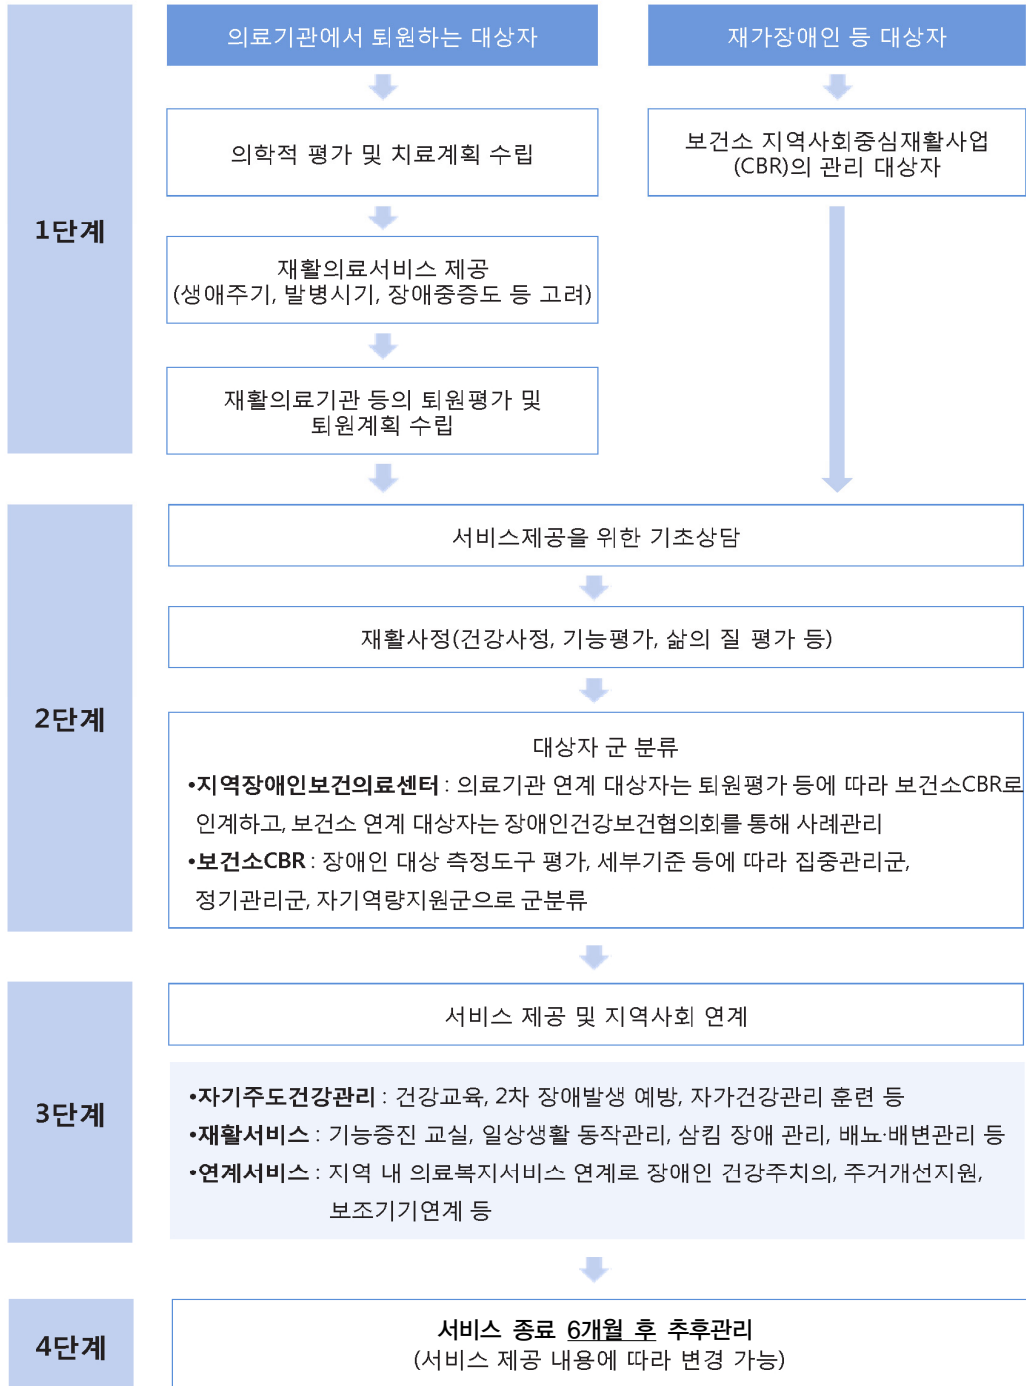 1단계
의료기관에서 퇴원하는 대상자
의학적 평가 및 치료계획 수립
재활의료서비스 제공
(생애주기, 발병시기, 장애중증도 등 고려)
재활의료기관 등의 퇴원평가 및
퇴원계획 수립
재가장애인 등 대상자
보건소 지역사회중심재활사업
(CBR)의 관리 대상자
2단계
서비스제공을 위한 기초상담
재활사정(건강사정, 기능평가, 삶의 질 평가 등)
대상자 군 분류
•지역장애인보건의료센터 : 의료기관 연계 대상자는 퇴원평가 등에 따라 보건소CBR로
인계하고, 보건소 연계 대상자는 장애인건강보건협의회를 통해 사례관리
•보건소CBR : 장애인 대상 측정도구 평가, 세부기준 등에 따라 집중관리군,
정기관리군, 자기역량지원군으로 군분류
3단계
서비스 제공 및 지역사회 연계
•자기주도건강관리 : 건강교육, 2차 장애발생 예방, 자가건강관리 훈련 등
•재활서비스 : 기능증진 교실, 일상생활 동작관리, 삼킴 장애 관리, 배뇨·배변관리 등
•연계서비스 : 지역 내 의료복지서비스 연계로 장애인 건강주치의, 주거개선지원,
보조기기연계 등
4단계
서비스 종료 6개월 후 추후관리
(서비스 제공 내용에 따라 변경 가능)